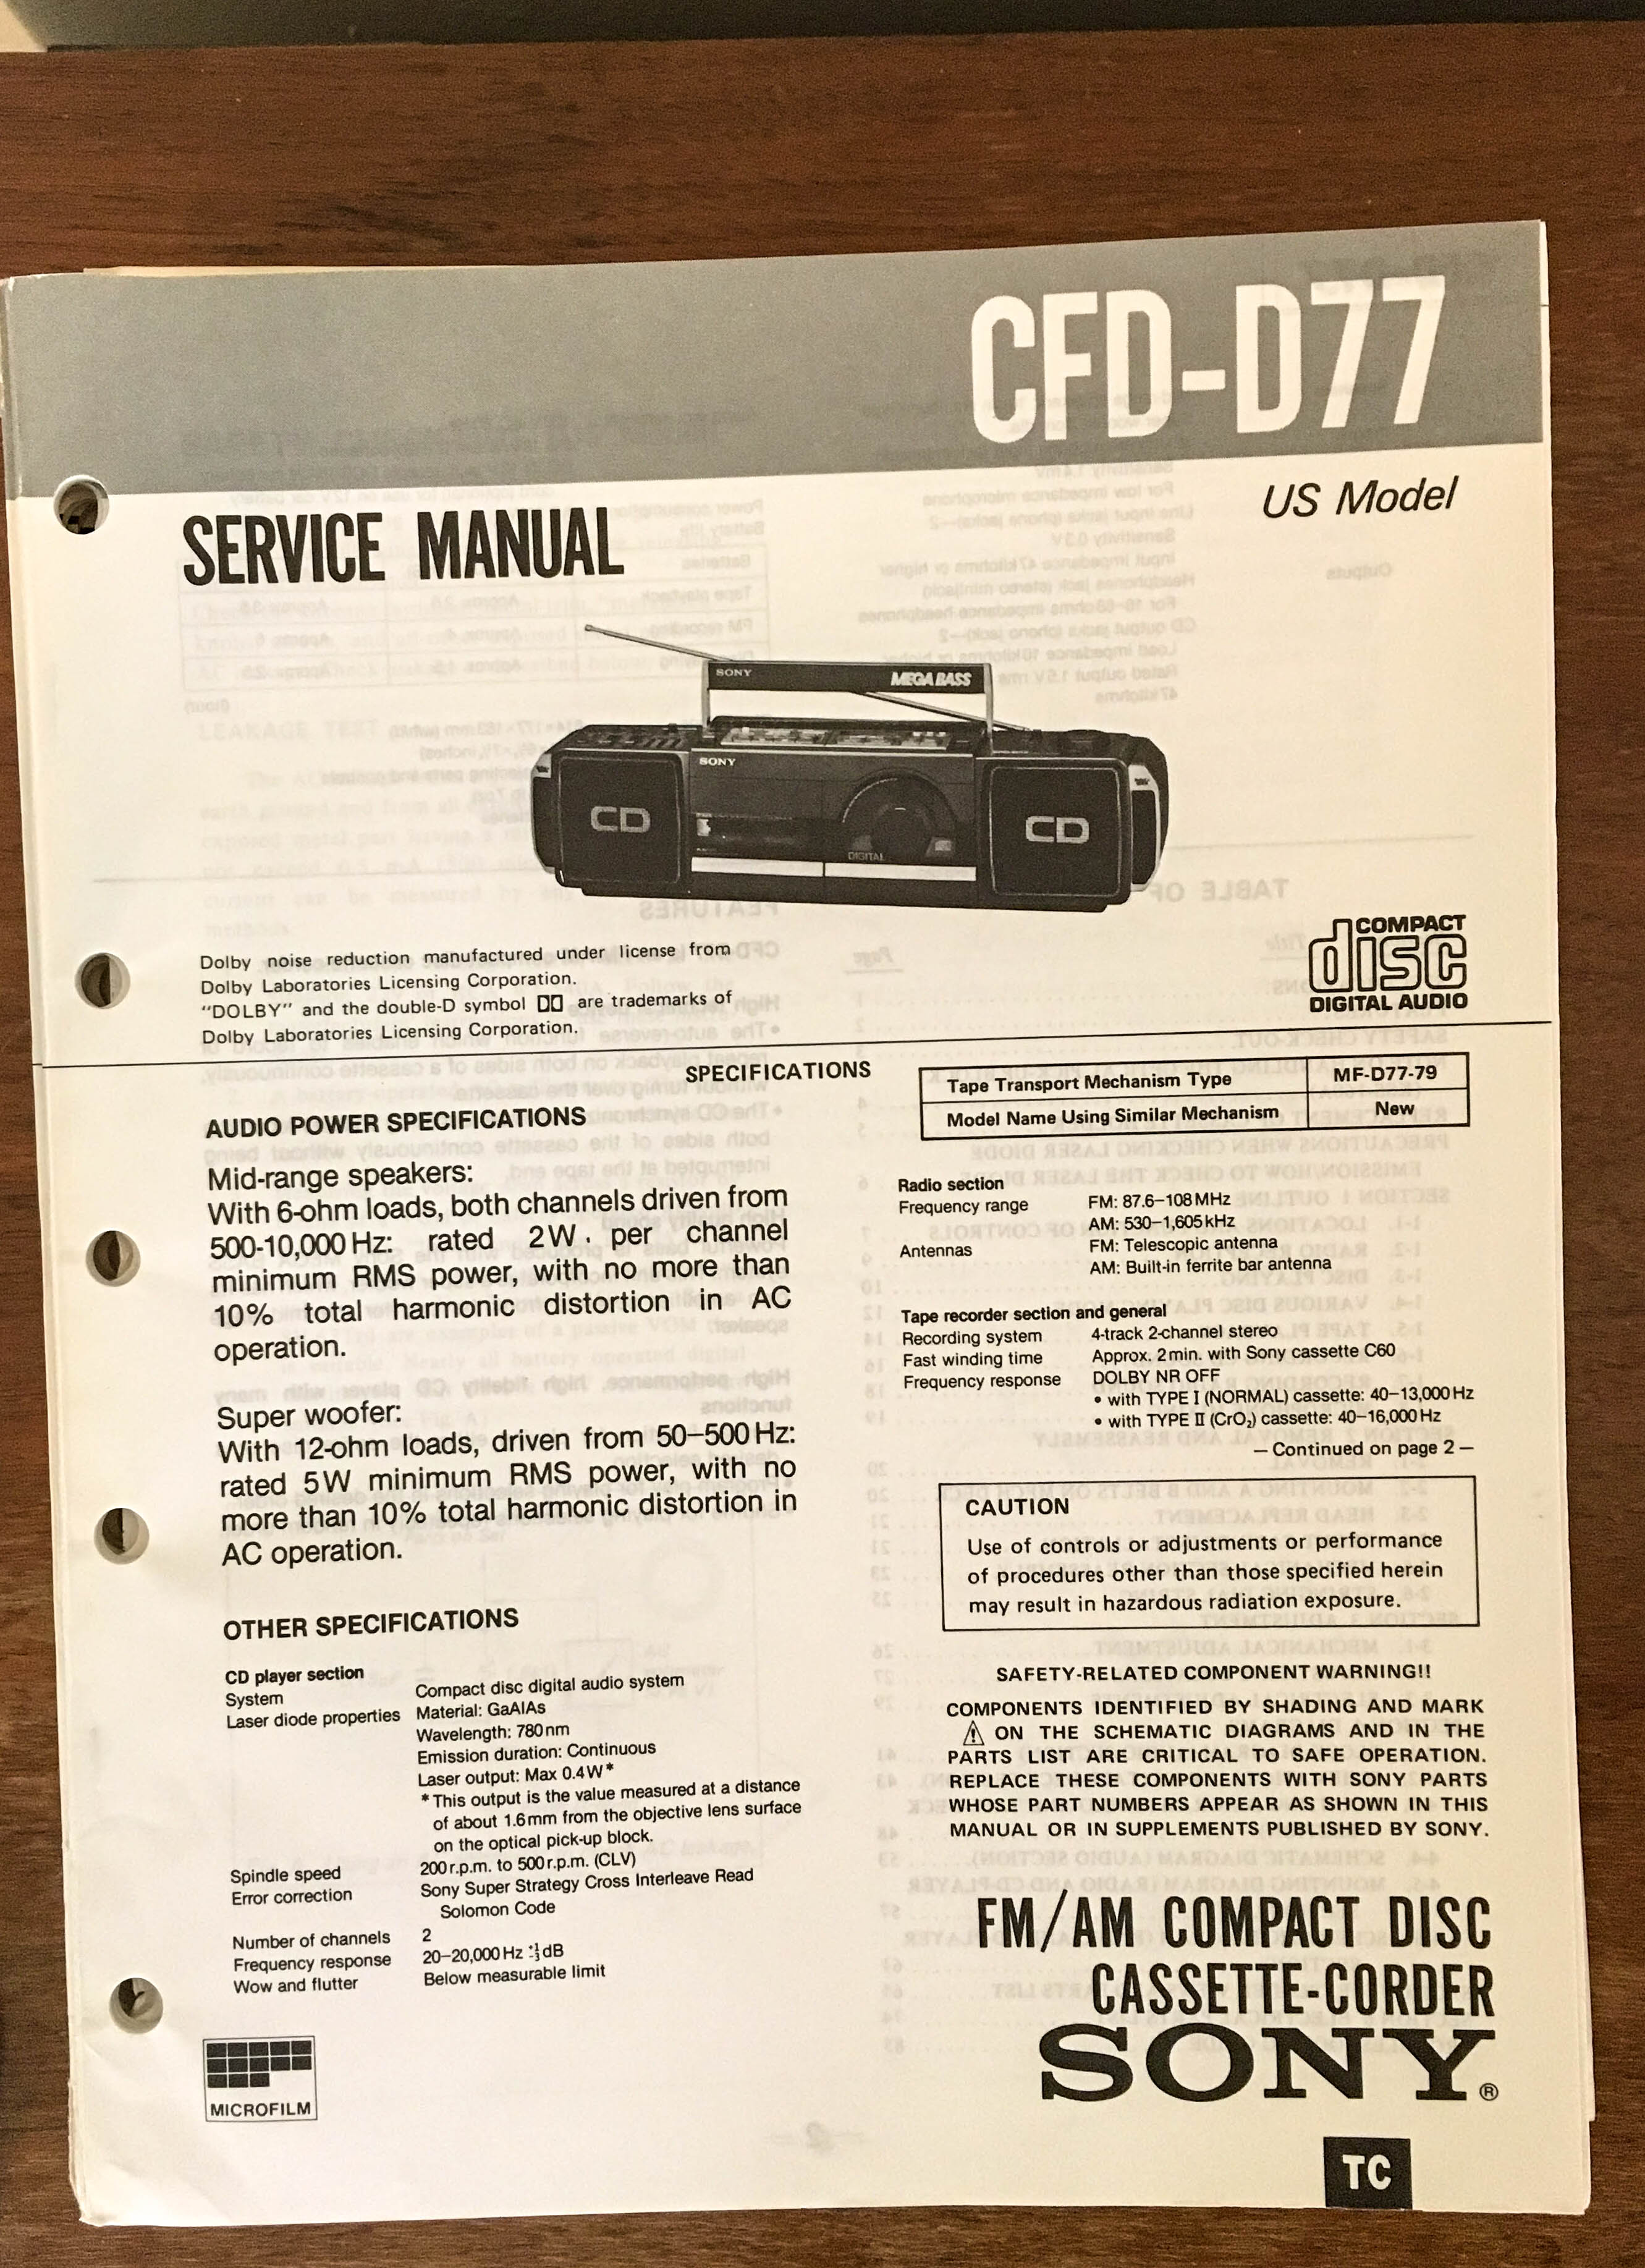 CFD-D77
US Model
SERVICE MANUAL
SONY
MEGA BASS
SONY
CD
CD
DIGITAL
COMPACT
disc
DIGITAL AUDIO
Dolby noise reduction manufactured under license from
Dolby Laboratories Licensing Corporation.
"DOLBY" and the double-D symbol are trademarks of
Dolby Laboratories Licensing Corporation.
SPECIFICATIONS
AUDIO POWER SPECIFICATIONS
Mid-range speakers:
With 6-ohm loads, both channels driven from
500-10,000 Hz: rated 2W. per channel
minimum RMS power, with no more than
10% total harmonic distortion in AC
operation.
Super woofer:
With 12-ohm loads, driven from 50–500 Hz:
rated 5W minimum RMS power, with no
more than 10% total harmonic distortion in
AC operation.
OTHER SPECIFICATIONS
CD player section
System Compact disc digital audio system
Laser diode properties Material: GaAlAs
Wavelength: 780 nm
Emission duration: Continuous
Laser output: Max 0.4W*
* This output is the value measured at a distance
of about 1.6 mm from the objective lens surface
on the optical pick-up block.
Spindle speed 200 r.p.m. to 500 r.p.m. (CLV)
Error correction Sony Super Strategy Cross Interleave Read
Solomon Code
Number of channels 2
Frequency response 20–20,000 Hz +1 -3 dB
Wow and flutter Below measurable limit
MICROFILM
Tape Transport Mechanism Type MF-D77-79
Model Name Using Similar Mechanism New
Radio section
Frequency range FM: 87.6–108 MHz
AM: 530–1,605 kHz
Antennas FM: Telescopic antenna
AM: Built-in ferrite bar antenna
Tape recorder section and general
Recording system 4-track 2-channel stereo
Fast winding time Approx. 2 min. with Sony cassette C60
Frequency response DOLBY NR OFF
• with TYPE I (NORMAL) cassette: 40–13,000 Hz
• with TYPE II (CrO₂) cassette: 40–16,000 Hz
— Continued on page 2 —
CAUTION
Use of controls or adjustments or performance
of procedures other than those specified herein
may result in hazardous radiation exposure.
SAFETY-RELATED COMPONENT WARNING!!
COMPONENTS IDENTIFIED BY SHADING AND MARK
⚠ ON THE SCHEMATIC DIAGRAMS AND IN THE
PARTS LIST ARE CRITICAL TO SAFE OPERATION.
REPLACE THESE COMPONENTS WITH SONY PARTS
WHOSE PART NUMBERS APPEAR AS SHOWN IN THIS
MANUAL OR IN SUPPLEMENTS PUBLISHED BY SONY.
FM/AM COMPACT DISC
CASSETTE-CORDER
SONY®
TC